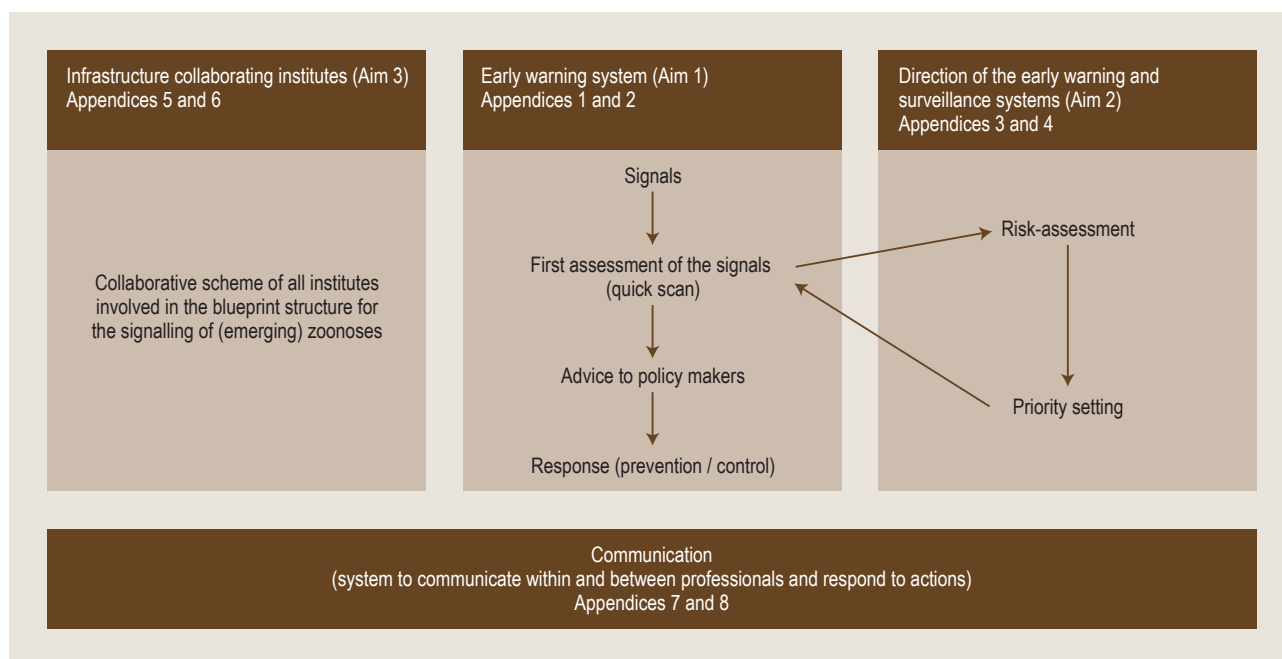 Infrastructure collaborating institutes (Aim 3)
Appendices 5 and 6
Collaborative scheme of all institutes
involved in the blueprint structure for
the signalling of (emerging) zoonoses
Early warning system (Aim 1)
Appendices 1 and 2
Signals
First assessment of the signals
(quick scan)
Advice to policy makers
Response (prevention / control)
Direction of the early warning and
surveillance systems (Aim 2)
Appendices 3 and 4
Risk-assessment
Priority setting
Communication
(system to communicate within and between professionals and respond to actions)
Appendices 7 and 8